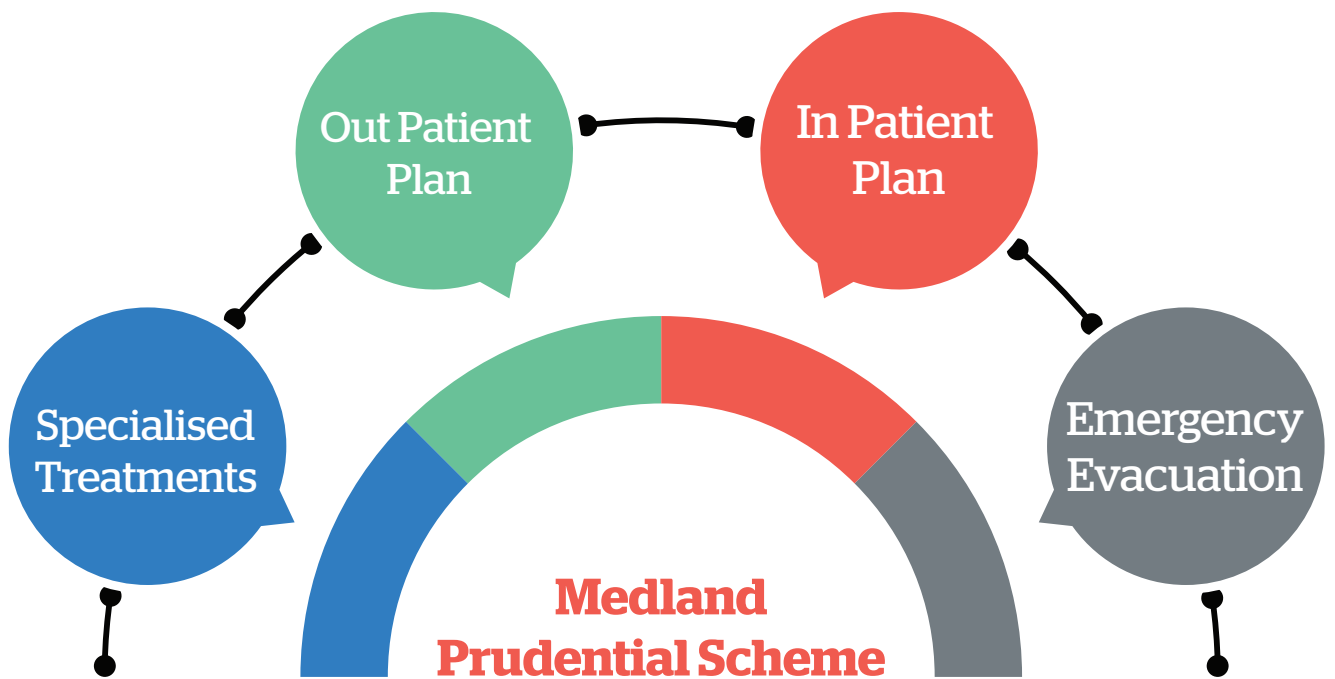 Out Patient
Plan
In Patient
Plan
Specialised
Treatments
Emergency
Evacuation
Medland
Prudential Scheme